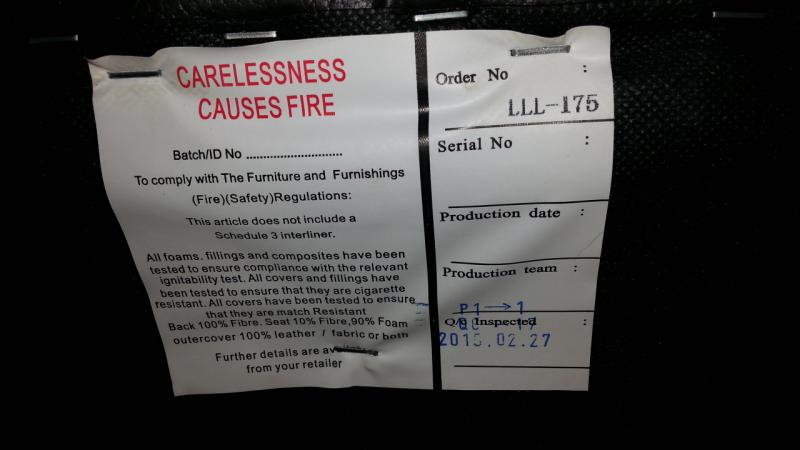 CARELESSNESS
CAUSES FIRE
Batch/ID No ............................
To comply with The Furniture and Furnishings
(Fire)(Safety)Regulations:
This article does not include a
Schedule 3 interliner.
All foams. fillings and composites have been
tested to ensure compliance with the relevant
ignitability test. All covers and fillings have
been tested to ensure that they are cigarette
resistant. All covers have been tested to ensure
that they are match Resistant
Back 100% Fibre. Seat 10% Fibre,90% Foam
outercover 100% leather / fabric or both
Further details are
from your retailer
Order No :
LLL-175
Serial No :
Production date :
Production team :
P1→1
Q/C Inspected :
2015.02.27